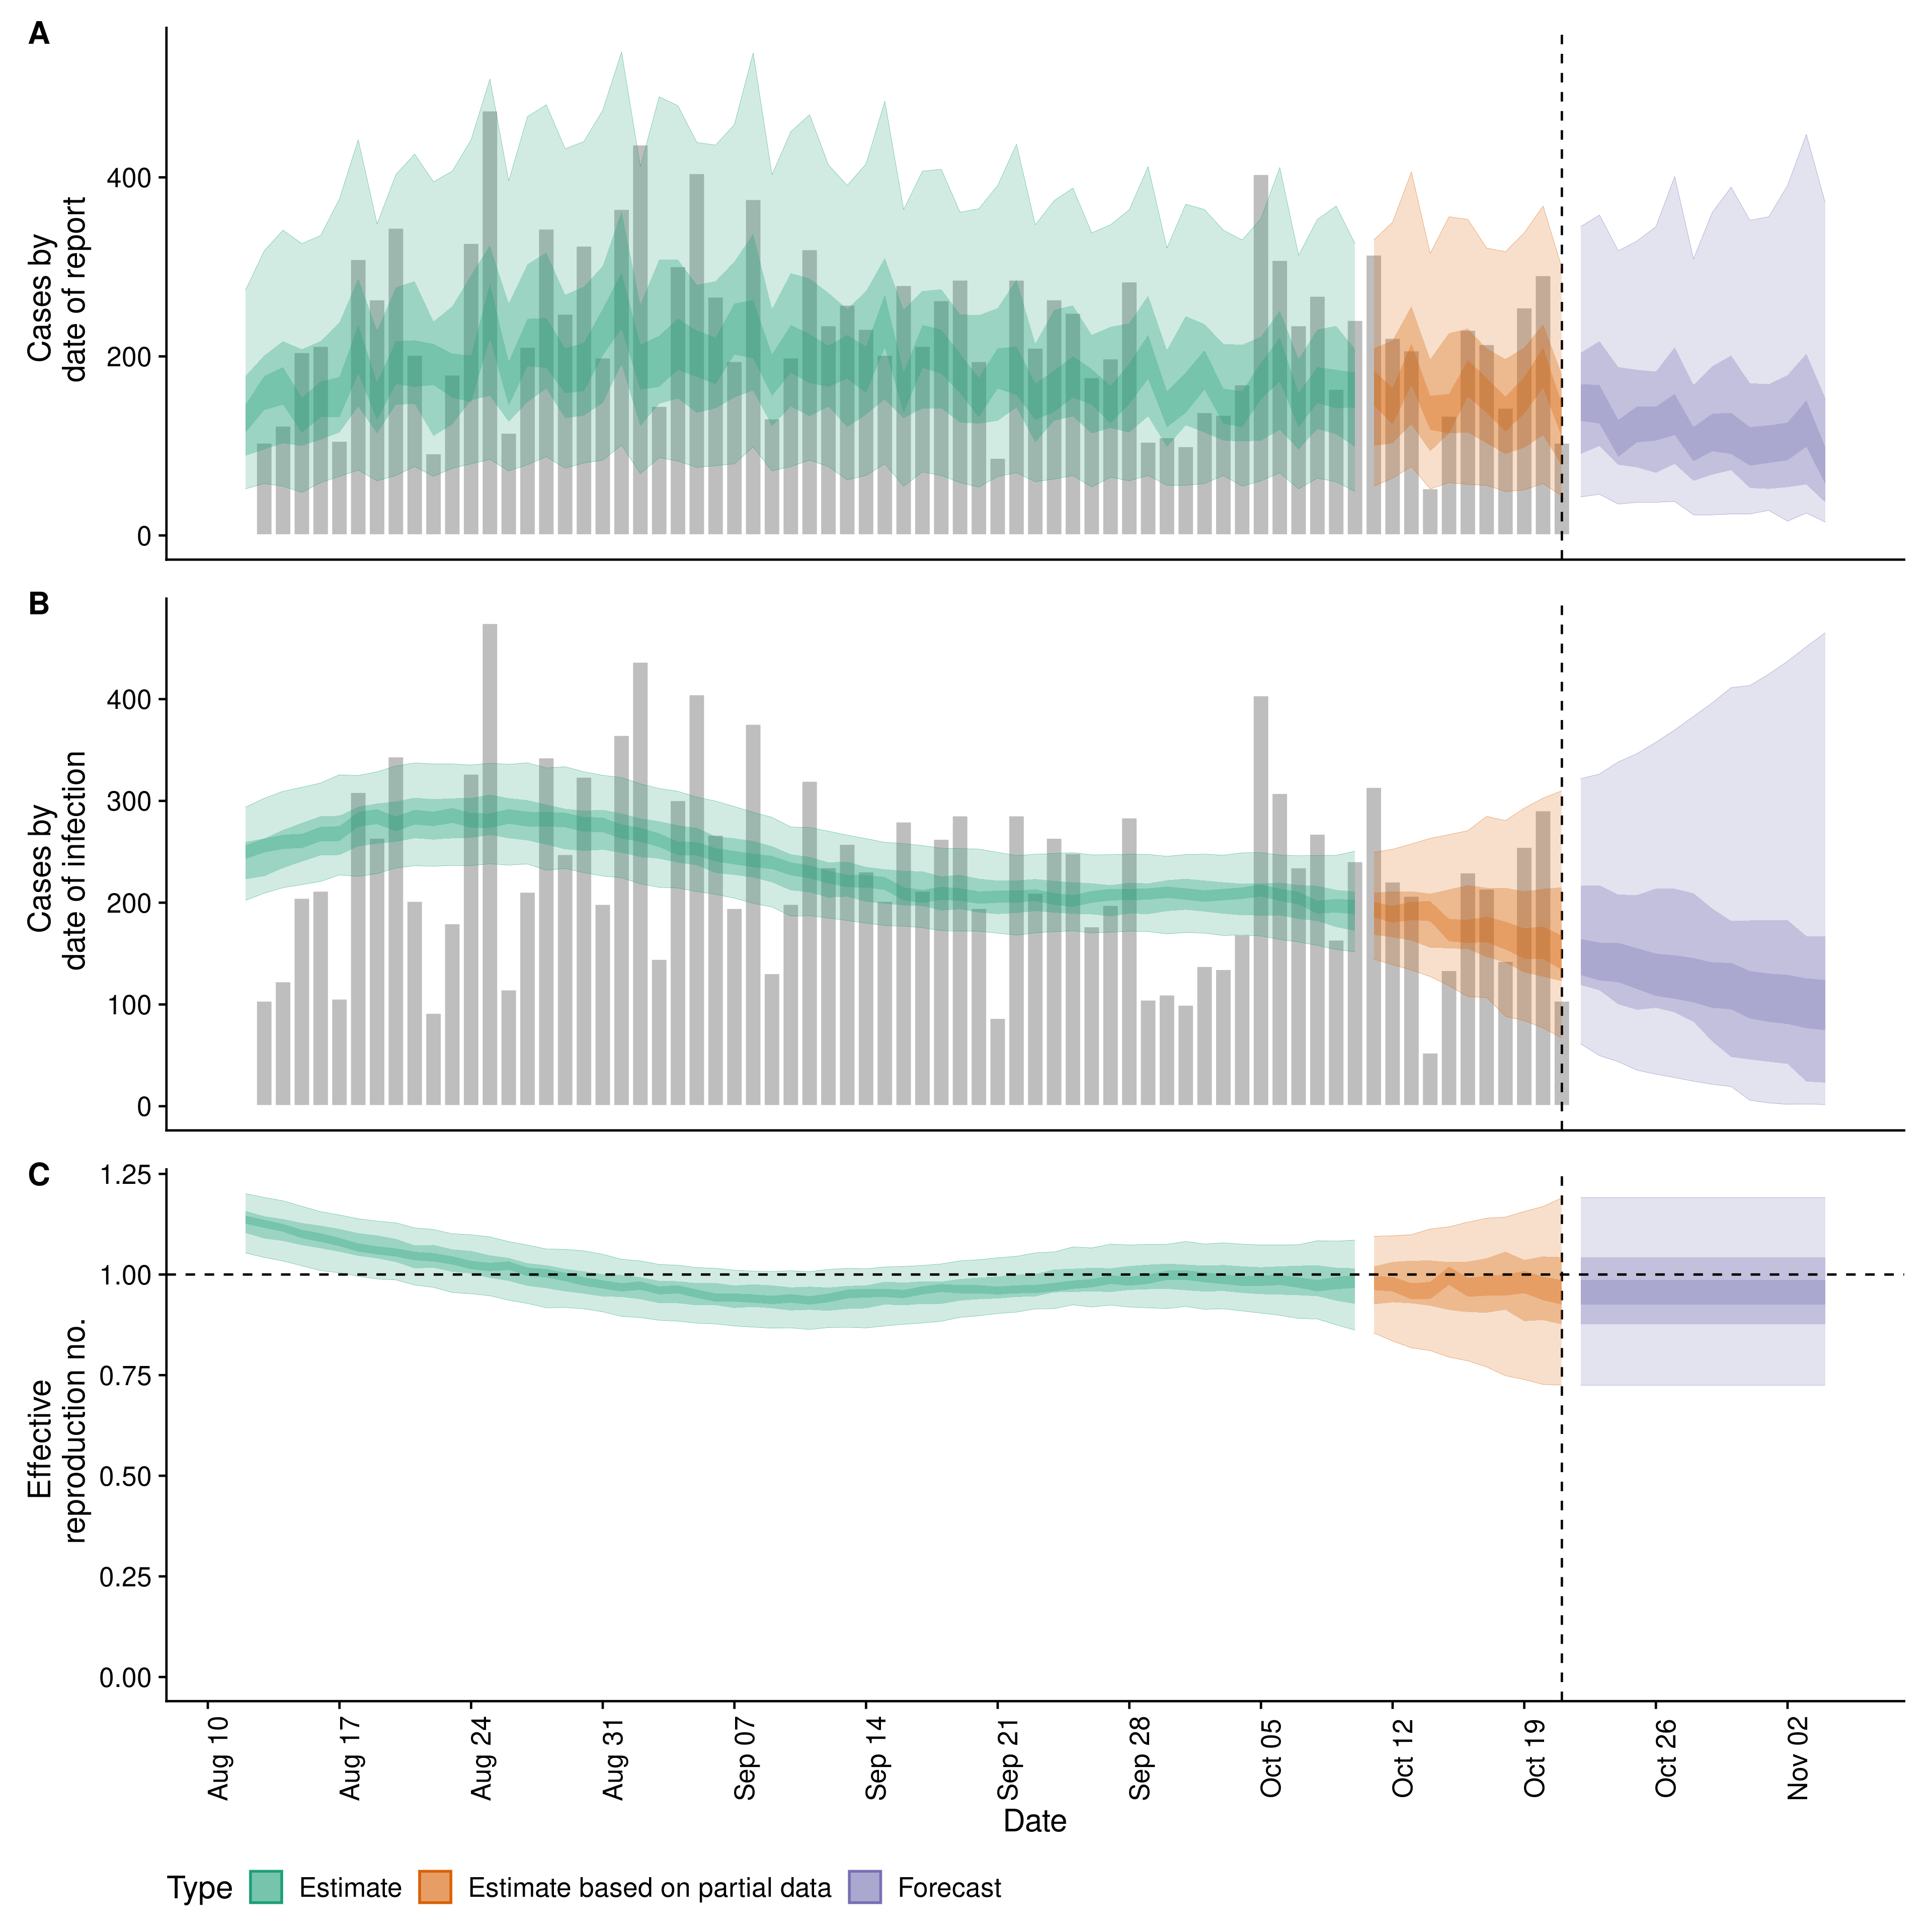 A
Cases by
date of report
400
200
0
B
Cases by
date of infection
400
300
200
100
0
C
Effective
reproduction no.
1.25
1.00
0.75
0.50
0.25
0.00
Aug 10
Aug 17
Aug 24
Aug 31
Sep 07
Sep 14
Sep 21
Sep 28
Oct 05
Oct 12
Oct 19
Oct 26
Nov 02
Date
Type Estimate Estimate based on partial data Forecast